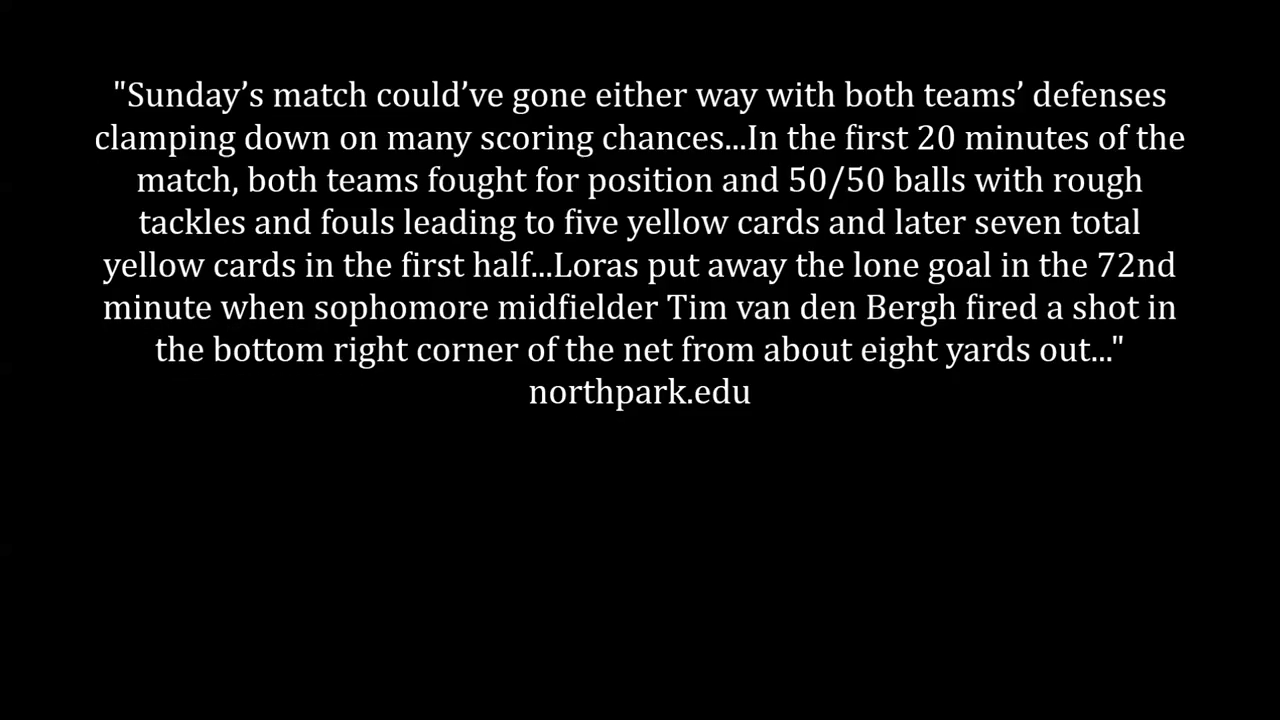 "Sunday’s match could’ve gone either way with both teams’ defenses
clamping down on many scoring chances...In the first 20 minutes of the
match, both teams fought for position and 50/50 balls with rough
tackles and fouls leading to five yellow cards and later seven total
yellow cards in the first half...Loras put away the lone goal in the 72nd
minute when sophomore midfielder Tim van den Bergh fired a shot in
the bottom right corner of the net from about eight yards out..."
northpark.edu